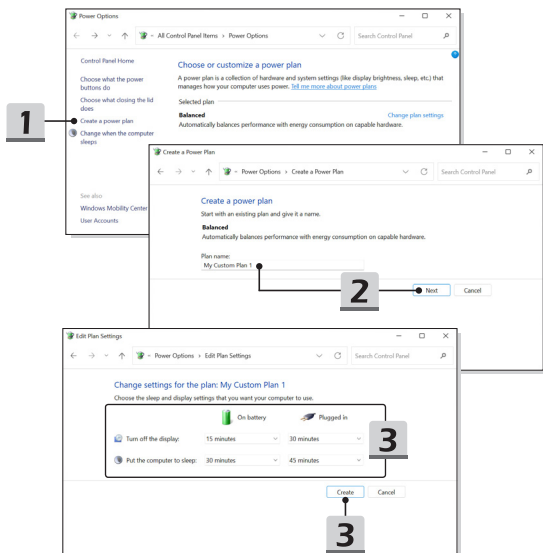 Power Options
All Control Panel Items > Power Options
Search Control Panel
Control Panel Home
Choose what the power
buttons do
Choose what closing the lid
does
Create a power plan
Change when the computer
sleeps
See also
Windows Mobility Center
User Accounts
Choose or customize a power plan
A power plan is a collection of hardware and system settings (like display brightness, sleep, etc.) that
manages how your computer uses power. Tell me more about power plans
Selected plan
Balanced
Change plan settings
Automatically balances performance with energy consumption on capable hardware.
1
Create a Power Plan
Power Options > Create a Power Plan
Search Control Panel
Create a power plan
Start with an existing plan and give it a name.
Balanced
Automatically balances performance with energy consumption on capable hardware.
Plan name:
My Custom Plan 1
2
Next
Cancel
Edit Plan Settings
Power Options > Edit Plan Settings
Search Control Panel
Change settings for the plan: My Custom Plan 1
Choose the sleep and display settings that you want your computer to use.
On battery
Plugged in
Turn off the display:
15 minutes
30 minutes
Put the computer to sleep:
30 minutes
45 minutes
3
Create
Cancel
3